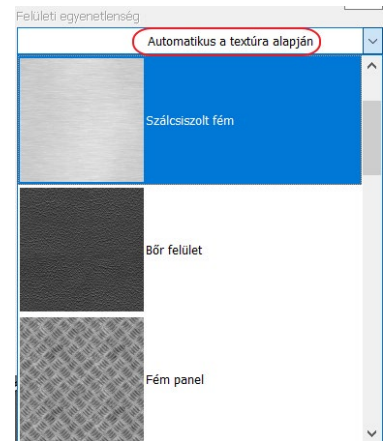 Felületi egyenetlenség
Automatikus a textúra alapján
Szálcsiszolt fém
Bőr felület
Fém panel